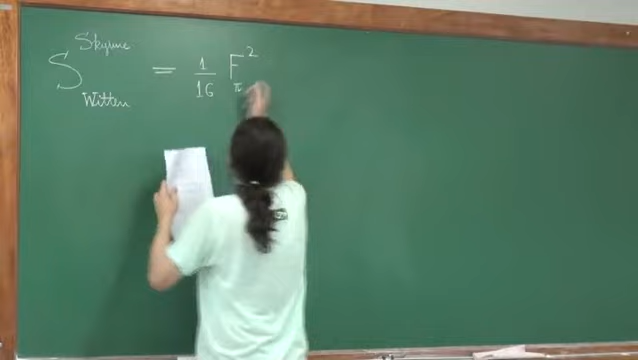 S Skyrme Witten = 1/16 F_π^2